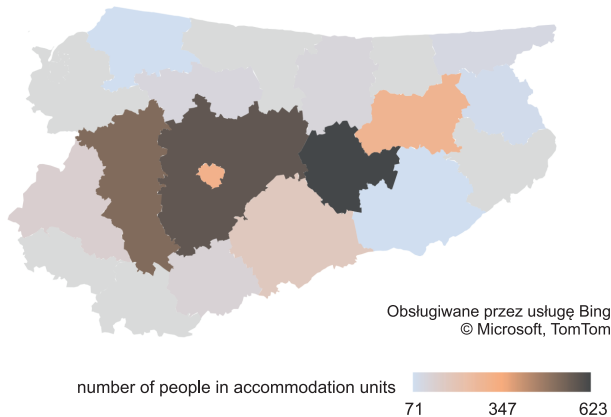 Obsługiwane przez usługę Bing
© Microsoft, TomTom
number of people in accommodation units
71 347 623